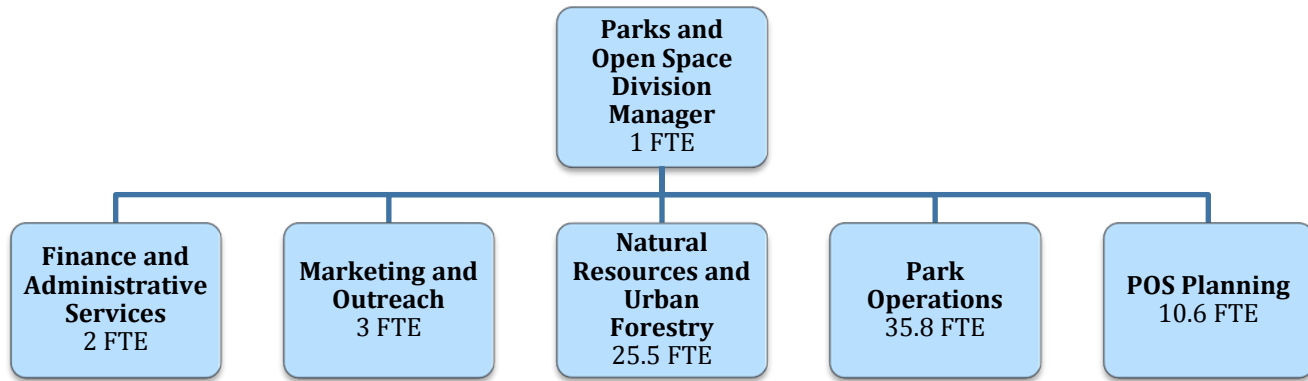 Parks and
Open Space
Division
Manager
1 FTE
Finance and
Administrative
Services
2 FTE
Marketing and
Outreach
3 FTE
Natural
Resources and
Urban
Forestry
25.5 FTE
Park
Operations
35.8 FTE
POS Planning
10.6 FTE